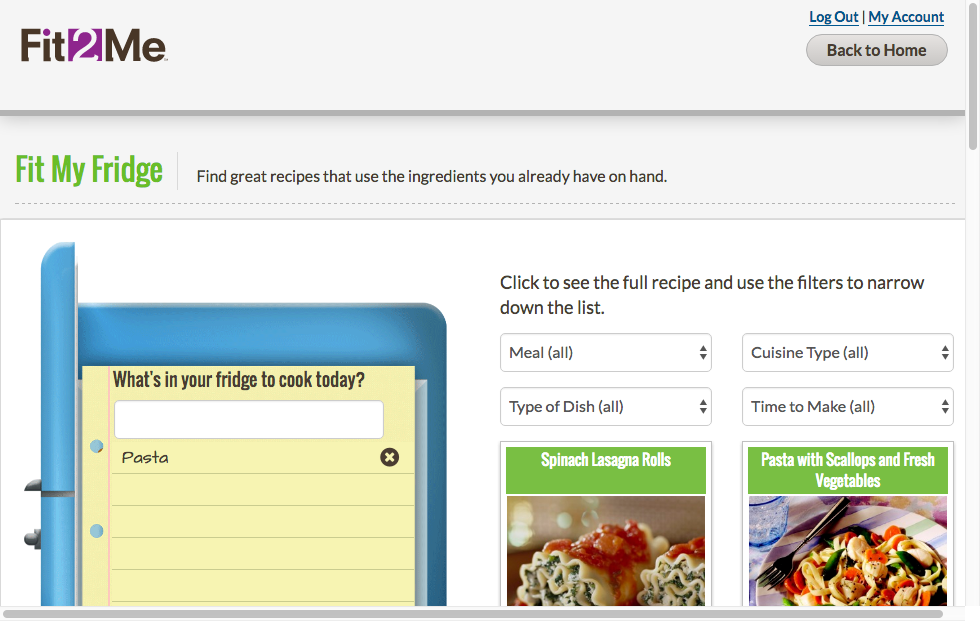 Log Out | My Account
Fit2Me
Back to Home
Fit My Fridge
Find great recipes that use the ingredients you already have on hand.
Click to see the full recipe and use the filters to narrow
down the list.
Meal (all)
Cuisine Type (all)
What's in your fridge to cook today?
Type of Dish (all)
Time to Make (all)
Pasta
Spinach Lasagna Rolls
Pasta with Scallops and Fresh
Vegetables